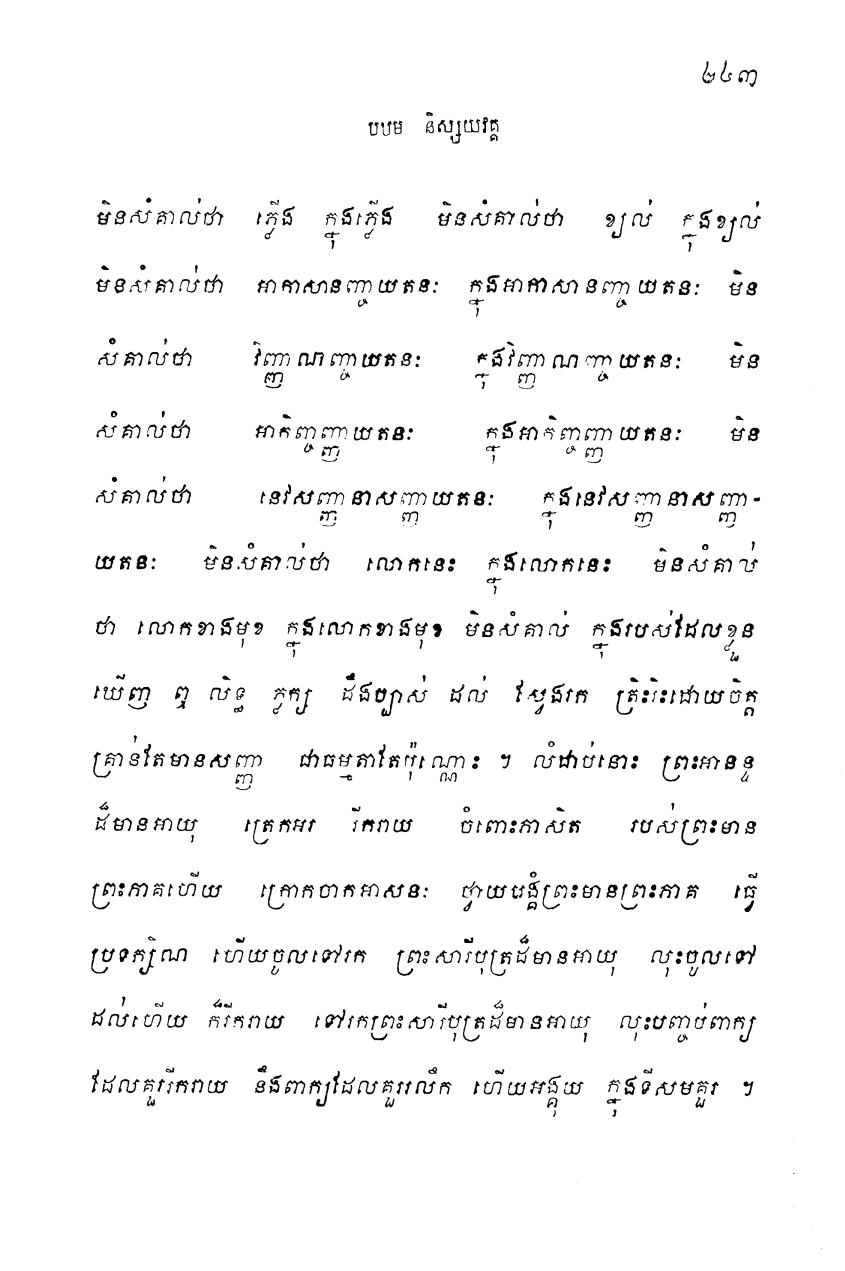 ២៤៣
បឋម និស្សយវគ្គ
មិនសំគាល់ថា ភ្លើង ក្នុងភ្លើង មិនសំគាល់ថា ខ្យល់ ក្នុងខ្យល់
មិនសំគាល់ថា អាកាសានញ្ចាយតនៈ ក្នុងអាកាសានញ្ចាយតនៈ មិន
សំគាល់ថា វិញ្ញាណញ្ចាយតនៈ ក្នុងវិញ្ញាណញ្ចាយតនៈ មិន
សំគាល់ថា អាកិញ្ចញ្ញាយតនៈ ក្នុងអាកិញ្ចញ្ញាយតនៈ មិន
សំគាល់ថា នេវសញ្ញានាសញ្ញាយតនៈ ក្នុងនេវសញ្ញានាសញ្ញា-
យតនៈ មិនសំគាល់ថា លោកនេះ ក្នុងលោកនេះ មិនសំគាល់
ថា លោកខាងមុខ ក្នុងលោកខាងមុខ មិនសំគាល់ ក្នុងរបស់ដែលខ្លួន
ឃើញ ឮ លិទ្ធ ភ្លក្ស ដឹងច្បាស់ ដល់ ស្វែងរក ត្រិះរិះដោយចិត្ត
គ្រាន់តែមានសញ្ញា ជាធម្មតាតែប៉ុណ្ណោះ ។ លំដាប់នោះ ព្រះអានន្ទ
ដ៏មានអាយុ ត្រេកអរ រីករាយ ចំពោះភាសិត របស់ព្រះមាន
ព្រះភាគហើយ ក្រោកចាកអាសនៈ ថ្វាយបង្គំព្រះមានព្រះភាគ ធ្វើ
ប្រទក្សិណ ហើយចូលទៅរក ព្រះសារីបុត្រដ៏មានអាយុ លុះចូលទៅ
ដល់ហើយ ក៏រីករាយ ទៅរកព្រះសារីបុត្រដ៏មានអាយុ លុះបញ្ចប់ពាក្យ
ដែលគួររីករាយ នឹងពាក្យដែលគួររលឹក ហើយអង្គុយ ក្នុងទីសមគួរ ។